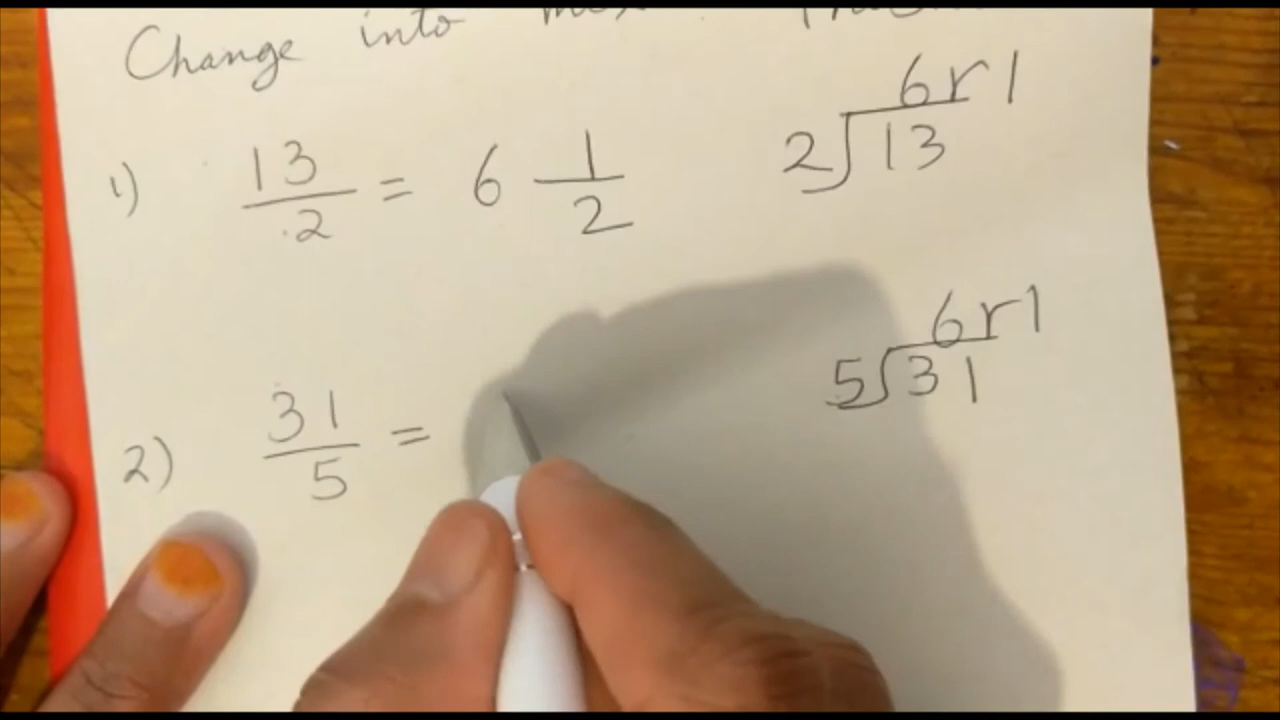 Change into
1) 13/2 = 6 1/2
6 r 1
2) 13
2) 31/5 =
6 r 1
5) 31